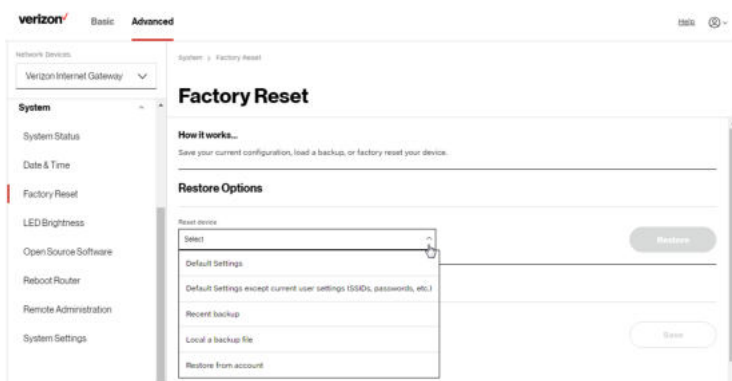 verizon
Basic
Advanced
Help
Network Devices
Verizon Internet Gateway
System > Factory Reset
System
Factory Reset
System Status
How it works...
Save your current configuration, load a backup, or factory reset your device.
Date & Time
Restore Options
Factory Reset
LED Brightness
Reset device
Select
Restore
Open Source Software
Default Settings
Reboot Router
Default Settings except current user settings (SSIDs, passwords, etc.)
Remote Administration
Recent backup
System Settings
Local a backup file
Save
Restore from account